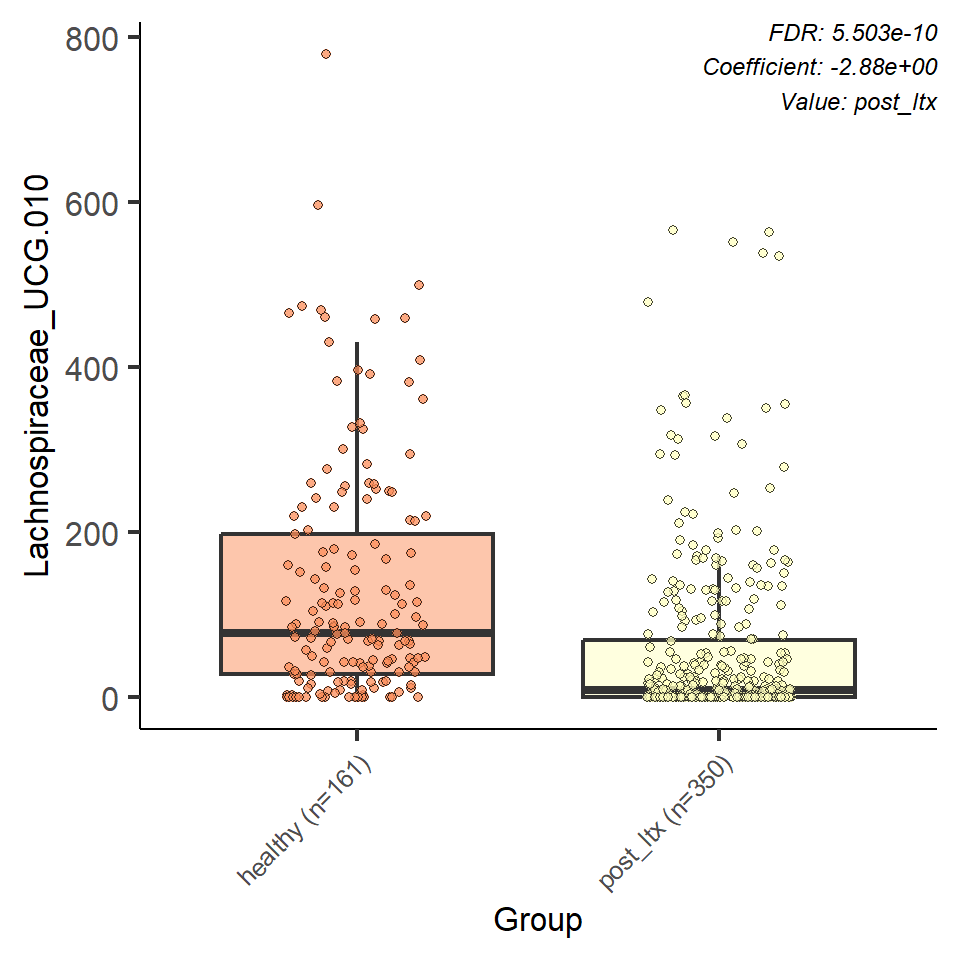 FDR: 5.503e-10
Coefficient: -2.88e+00
Value: post_ltx
Lachnospiraceae_UCG.010
800
600
400
200
0
healthy (n=161)
post_ltx (n=350)
Group